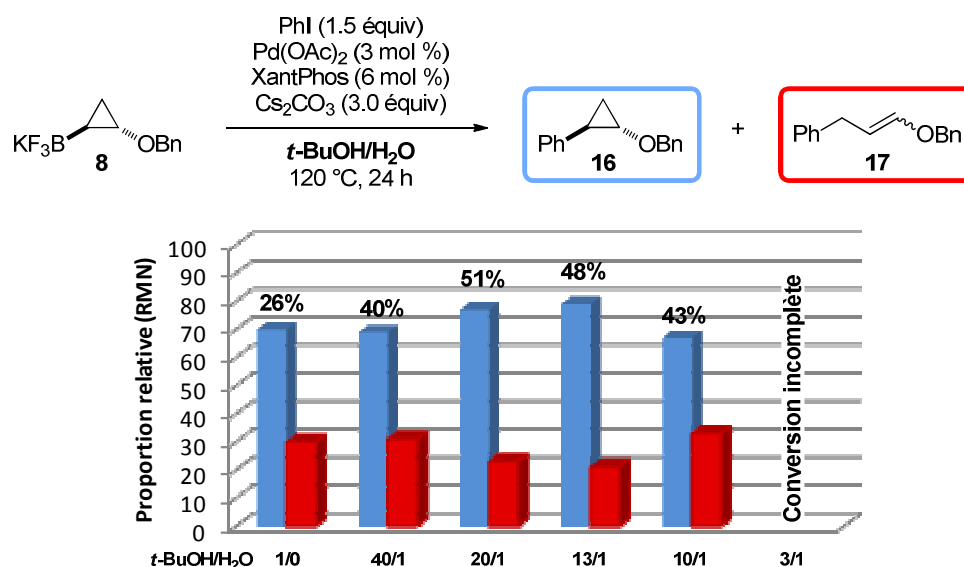 PhI (1.5 équiv)
Pd(OAc)2 (3 mol %)
XantPhos (6 mol %)
Cs2CO3 (3.0 équiv)
t-BuOH/H2O
120 °C, 24 h
KF3B OBn
8
Ph OBn
16
+
Ph OBn
17
Proportion relative (RMN)
100
90
80
70
60
50
40
30
20
10
0
26%
40%
51%
48%
43%
Conversion incomplète
t-BuOH/H2O 1/0 40/1 20/1 13/1 10/1 3/1